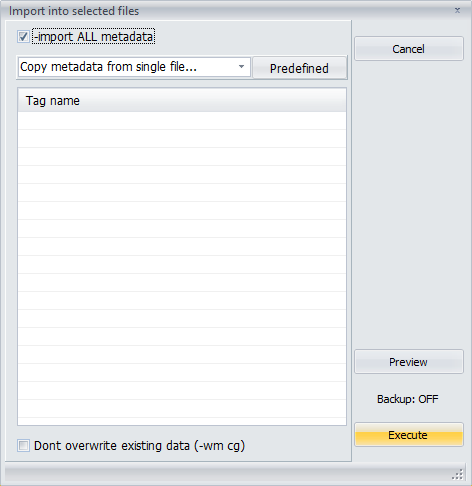 Import into selected files
-import ALL metadata
Cancel
Copy metadata from single file...
Predefined
Tag name
Preview
Backup: OFF
Execute
Dont overwrite existing data (-wm cg)